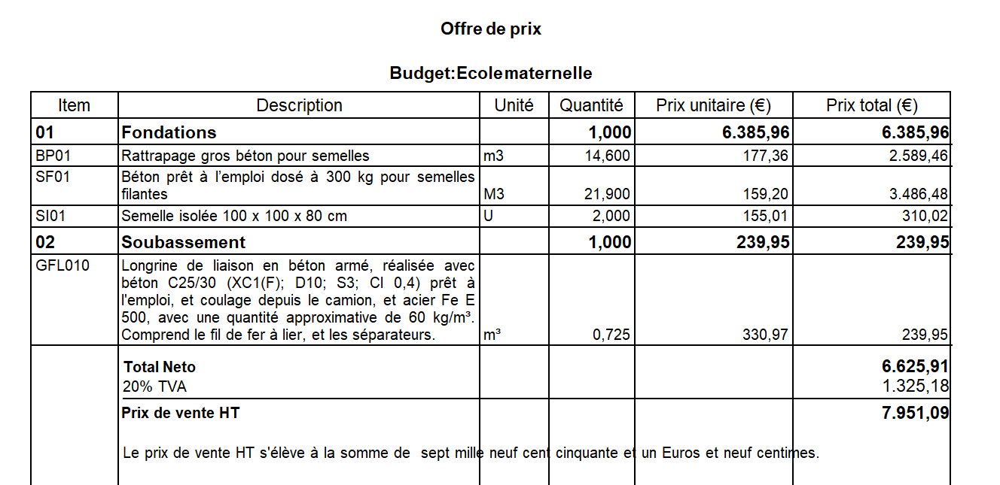 Offre de prix
Budget:Ecole maternelle
Item Description Unité Quantité Prix unitaire (€) Prix total (€)
01 Fondations 1,000 6.385,96 6.385,96
BP01 Rattrapage gros béton pour semelles m3 14,600 177,36 2.589,46
SF01 Béton prêt à l’emploi dosé à 300 kg pour semelles
filantes M3 21,900 159,20 3.486,48
SI01 Semelle isolée 100 x 100 x 80 cm U 2,000 155,01 310,02
02 Soubassement 1,000 239,95 239,95
GFL010 Longrine de liaison en béton armé, réalisée avec
béton C25/30 (XC1(F); D10; S3; Cl 0,4) prêt à
l'emploi, et coulage depuis le camion, et acier Fe E
500, avec une quantité approximative de 60 kg/m³.
Comprend le fil de fer à lier, et les séparateurs. m³ 0,725 330,97 239,95
Total Neto 6.625,91
20% TVA 1.325,18
Prix de vente HT 7.951,09
Le prix de vente HT s'élève à la somme de sept mille neuf cent cinquante et un Euros et neuf centimes.